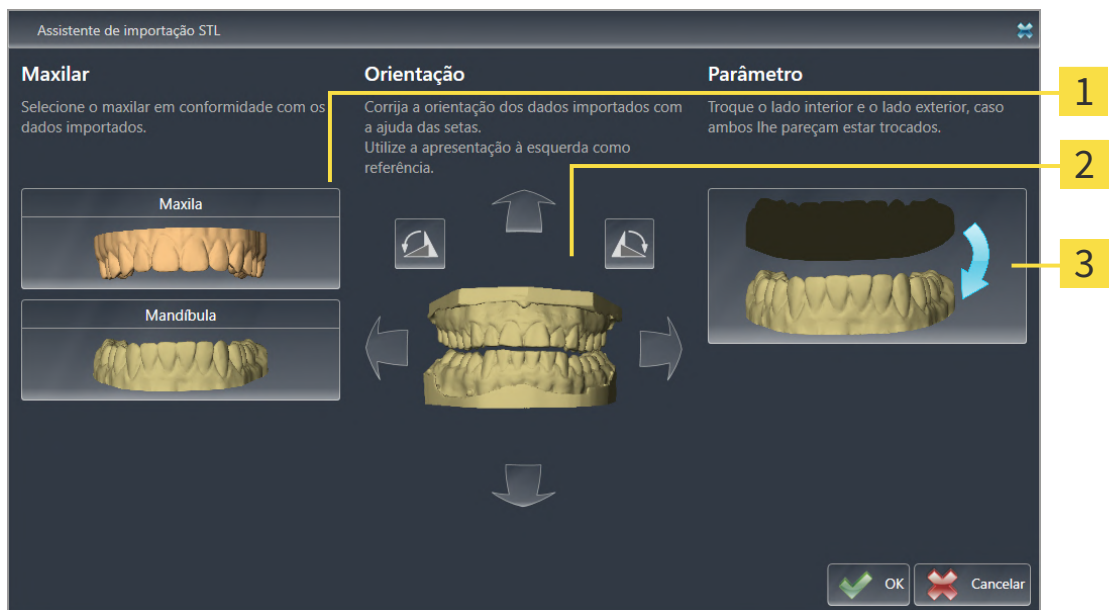 Assistente de importação STL
Maxilar
Selecione o maxilar em conformidade com os
dados importados.
Maxila
Mandíbula
Orientação
Corrija a orientação dos dados importados com
a ajuda das setas.
Utilize a apresentação à esquerda como
referência.
Parâmetro
Troque o lado interior e o lado exterior, caso
ambos lhe pareçam estar trocados.
OK
Cancelar
1
2
3